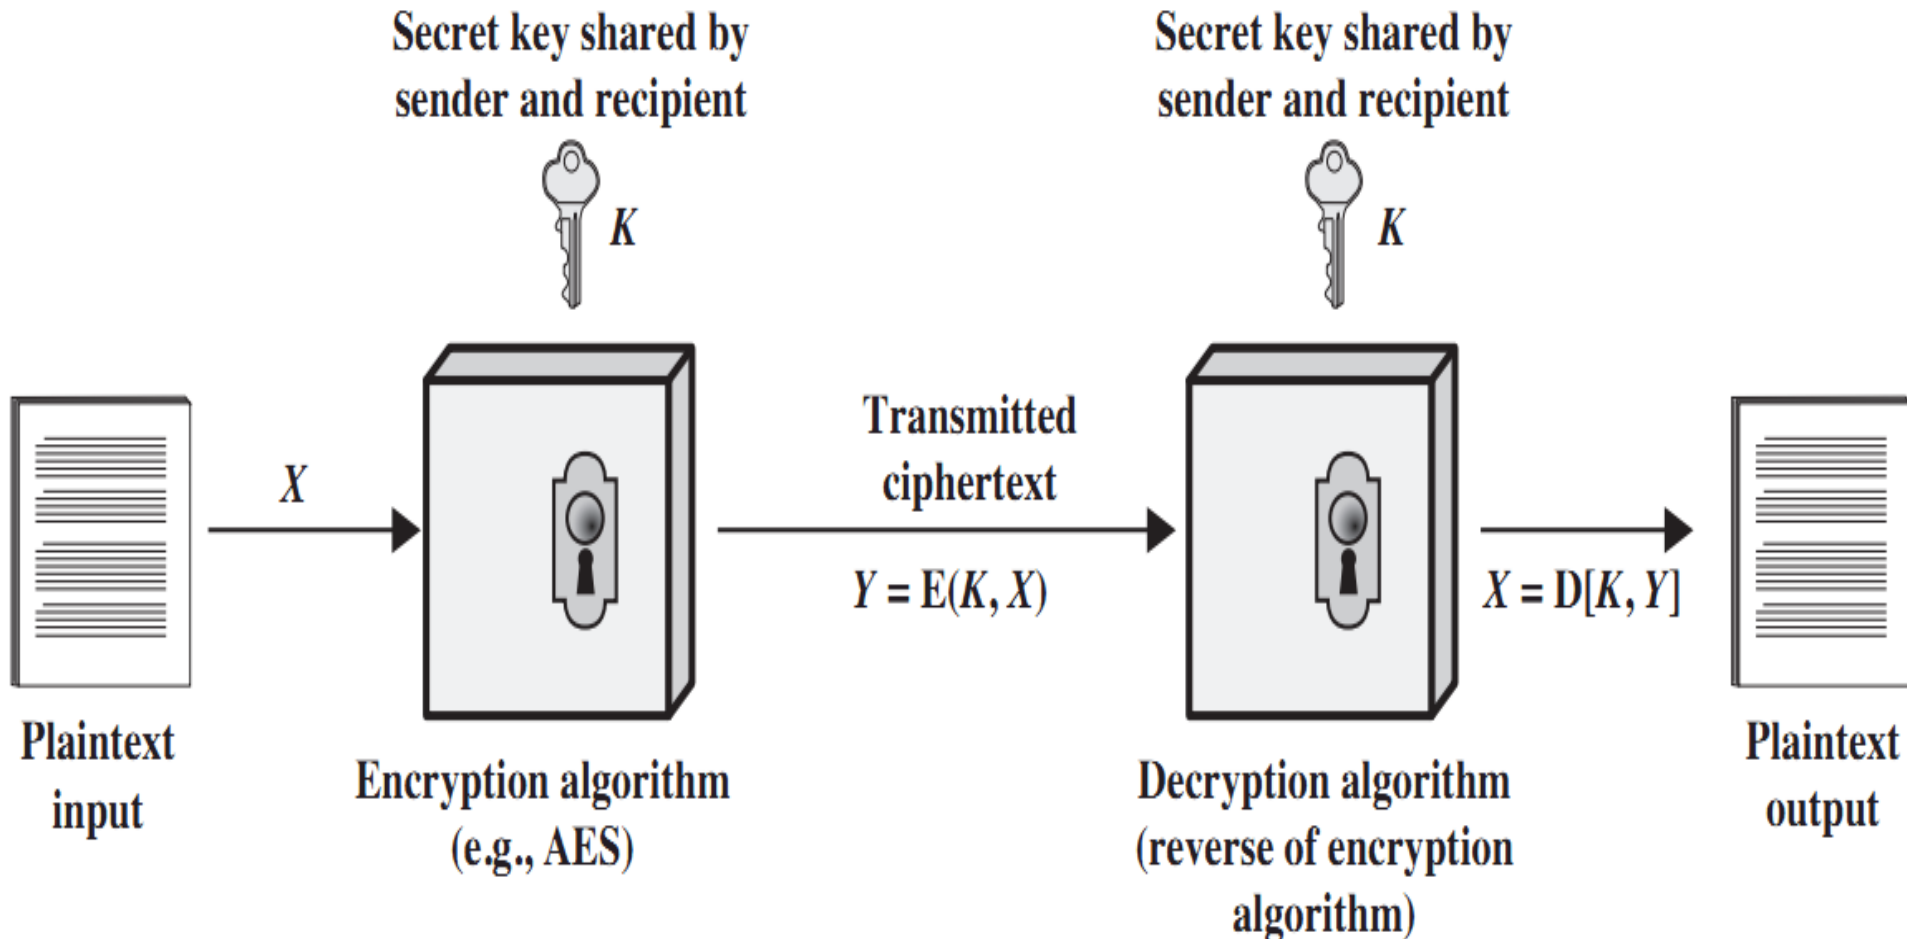 Secret key shared by
sender and recipient
K
Secret key shared by
sender and recipient
K
X
Transmitted
ciphertext
Y = E(K, X)
X = D[K, Y]
Plaintext
input
Encryption algorithm
(e.g., AES)
Decryption algorithm
(reverse of encryption
algorithm)
Plaintext
output